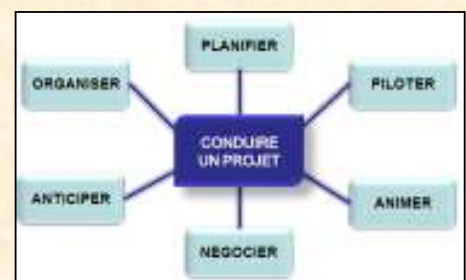 PLANIFIER
ORGANISER
PILOTER
CONDUIRE
UN PROJET
ANTICIPER
ANIMER
NEGOCIER